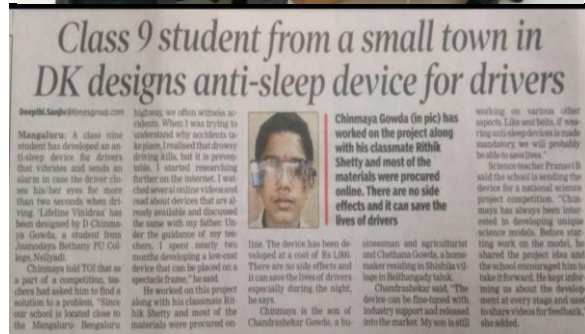 Class 9 student from a small town in
DK designs anti-sleep device for drivers
Deepthi.Sanjiv@timesgroup.com
Mangaluru: A class nine
student has developed an an-
ti-sleep device for drivers
that vibrates and sends an
alarm in case the driver clo-
ses his/her eyes for more
than two seconds when dri-
ving. 'Lifeline Vinidras' has
been designed by D Chinma-
ya Gowda, a student from
Jnanodaya Bethany PU Col-
lege, Nellyadi.
Chinmaya told TOI that as
a part of a competition, tea-
chers had asked him to find a
solution to a problem. "Since
our school is located close to
the Mangaluru- Bengaluru
highway, we often witness ac-
cidents. When I was trying to
understand why accidents ta-
ke place, I realised that drowsy
driving kills, but it is preven-
table. I started researching
further on the internet. I wat-
ched several online videos and
read about devices that are al-
ready available and discussed
the same with my father. Un-
der the guidance of my tea-
chers, I spent nearly two
months developing a low-cost
device that can be placed on a
spectacle frame," he said.
He worked on this project
along with his classmate Rit-
hik Shetty and most of the
materials were procured on-
Chinmaya Gowda (in pic) has
worked on the project along
with his classmate Rithik
Shetty and most of the
materials were procured
online. There are no side
effects and it can save the
lives of drivers
line. The device has been de-
veloped at a cost of Rs 1,000.
There are no side effects and
it can save the lives of drivers
especially during the night,
he says.
Chinmaya is the son of
Chandrashekar Gowda, a bu-
sinessman and agriculturist
and Chethana Gowda, a home-
maker residing in Shishila vil-
lage in Belthangady taluk.
Chandrashekar said, "The
device can be fine-tuned with
industry support and released
into the market. My son is still
working on various other
aspects. Like seat belts, if wea-
ring anti-sleep devices is made
mandatory, we will probably
be able to save lives."
Science teacher Pranavi B
said the school is sending the
device for a national science
project competition. "Chin-
maya has always been inte-
rested in developing unique
science models. Before star-
ting work on the model, he
shared the project idea and
the school encouraged him to
take it forward. He kept infor-
ming us about the develop-
ment at every stage and used
to share videos for feedback,"
she added.